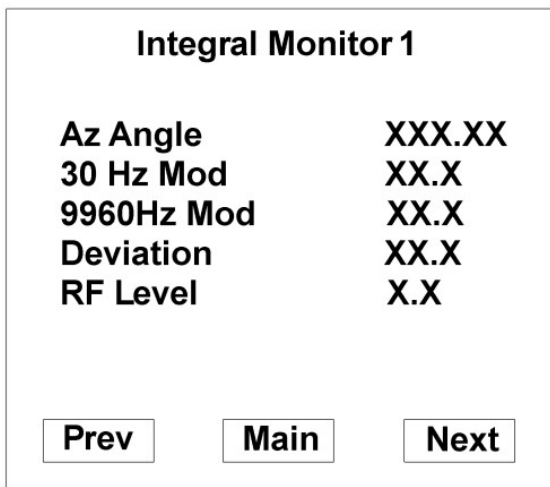 Integral Monitor 1
Az Angle XXX.XX
30 Hz Mod XX.X
9960Hz Mod XX.X
Deviation XX.X
RF Level X.X
Prev Main Next